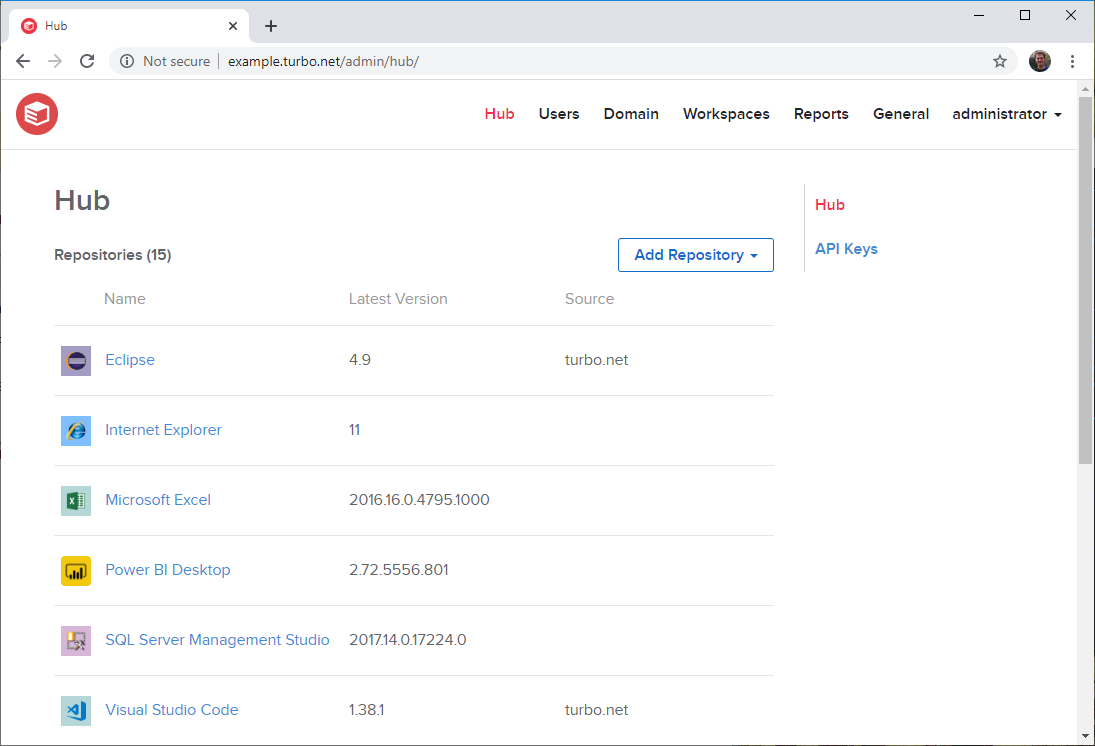 Hub
Not secure
example.turbo.net/admin/hub/
Hub Users Domain Workspaces Reports General administrator
Hub
Hub
Repositories (15)
Add Repository
API Keys
Name Latest Version Source
Eclipse 4.9 turbo.net
Internet Explorer 11
Microsoft Excel 2016.16.0.4795.1000
Power BI Desktop 2.72.5556.801
SQL Server Management Studio 2017.14.0.17224.0
Visual Studio Code 1.38.1 turbo.net